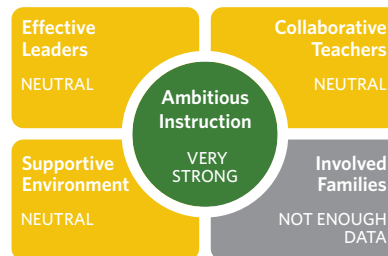 Effective
Leaders
NEUTRAL
Collaborative
Teachers
NEUTRAL
Ambitious
Instruction
VERY
STRONG
Supportive
Environment
NEUTRAL
Involved
Families
NOT ENOUGH
DATA